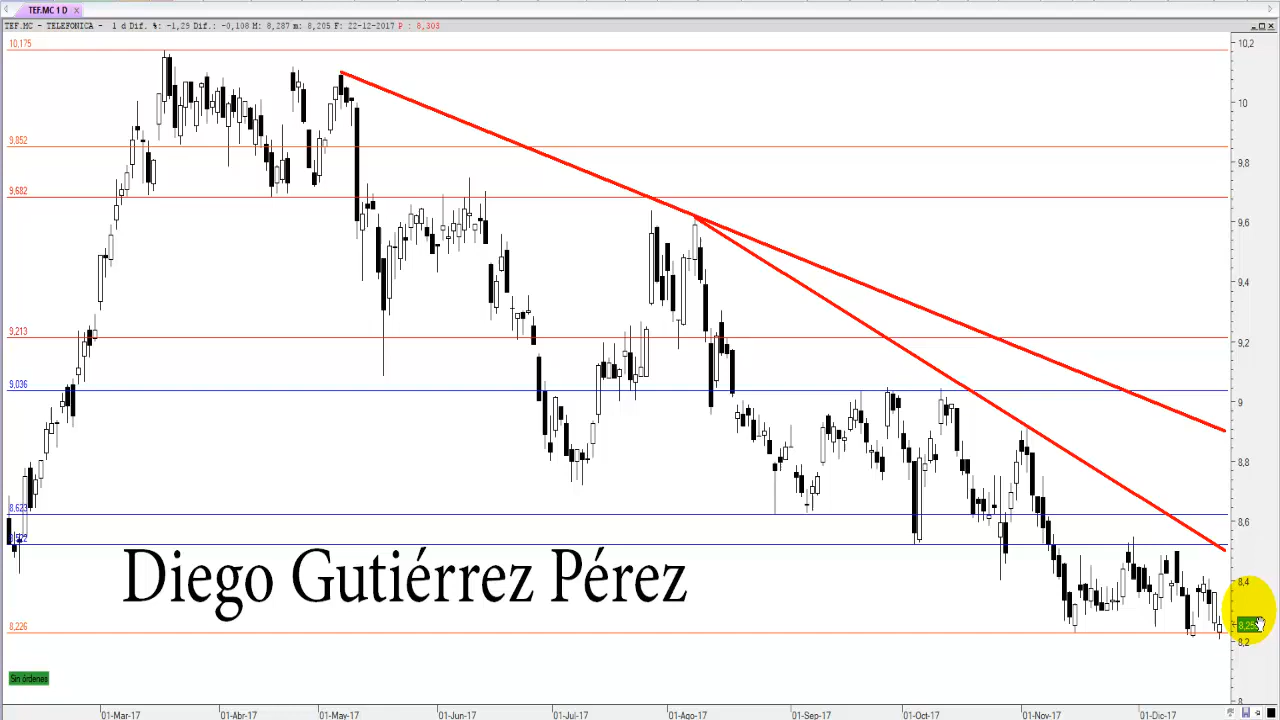 TEF.MC 1 D
TEF.MC - TELEFONICA - 1 d Dif. %: -1,29 Dif.: -0,108 M: 8,287 m: 8,205 F: 22-12-2017 P : 8,303
10,175
9,852
9,682
9,213
9,036
8,623
8,226
10,2
10
9,8
9,6
9,4
9,2
9
8,8
8,6
8,4
8,2
8
Diego Gutiérrez Pérez
Sin órdenes
01-Mar-17
01-Abr-17
01-May-17
01-Jun-17
01-Jul-17
01-Ago-17
01-Sep-17
01-Oct-17
01-Nov-17
01-Dic-17